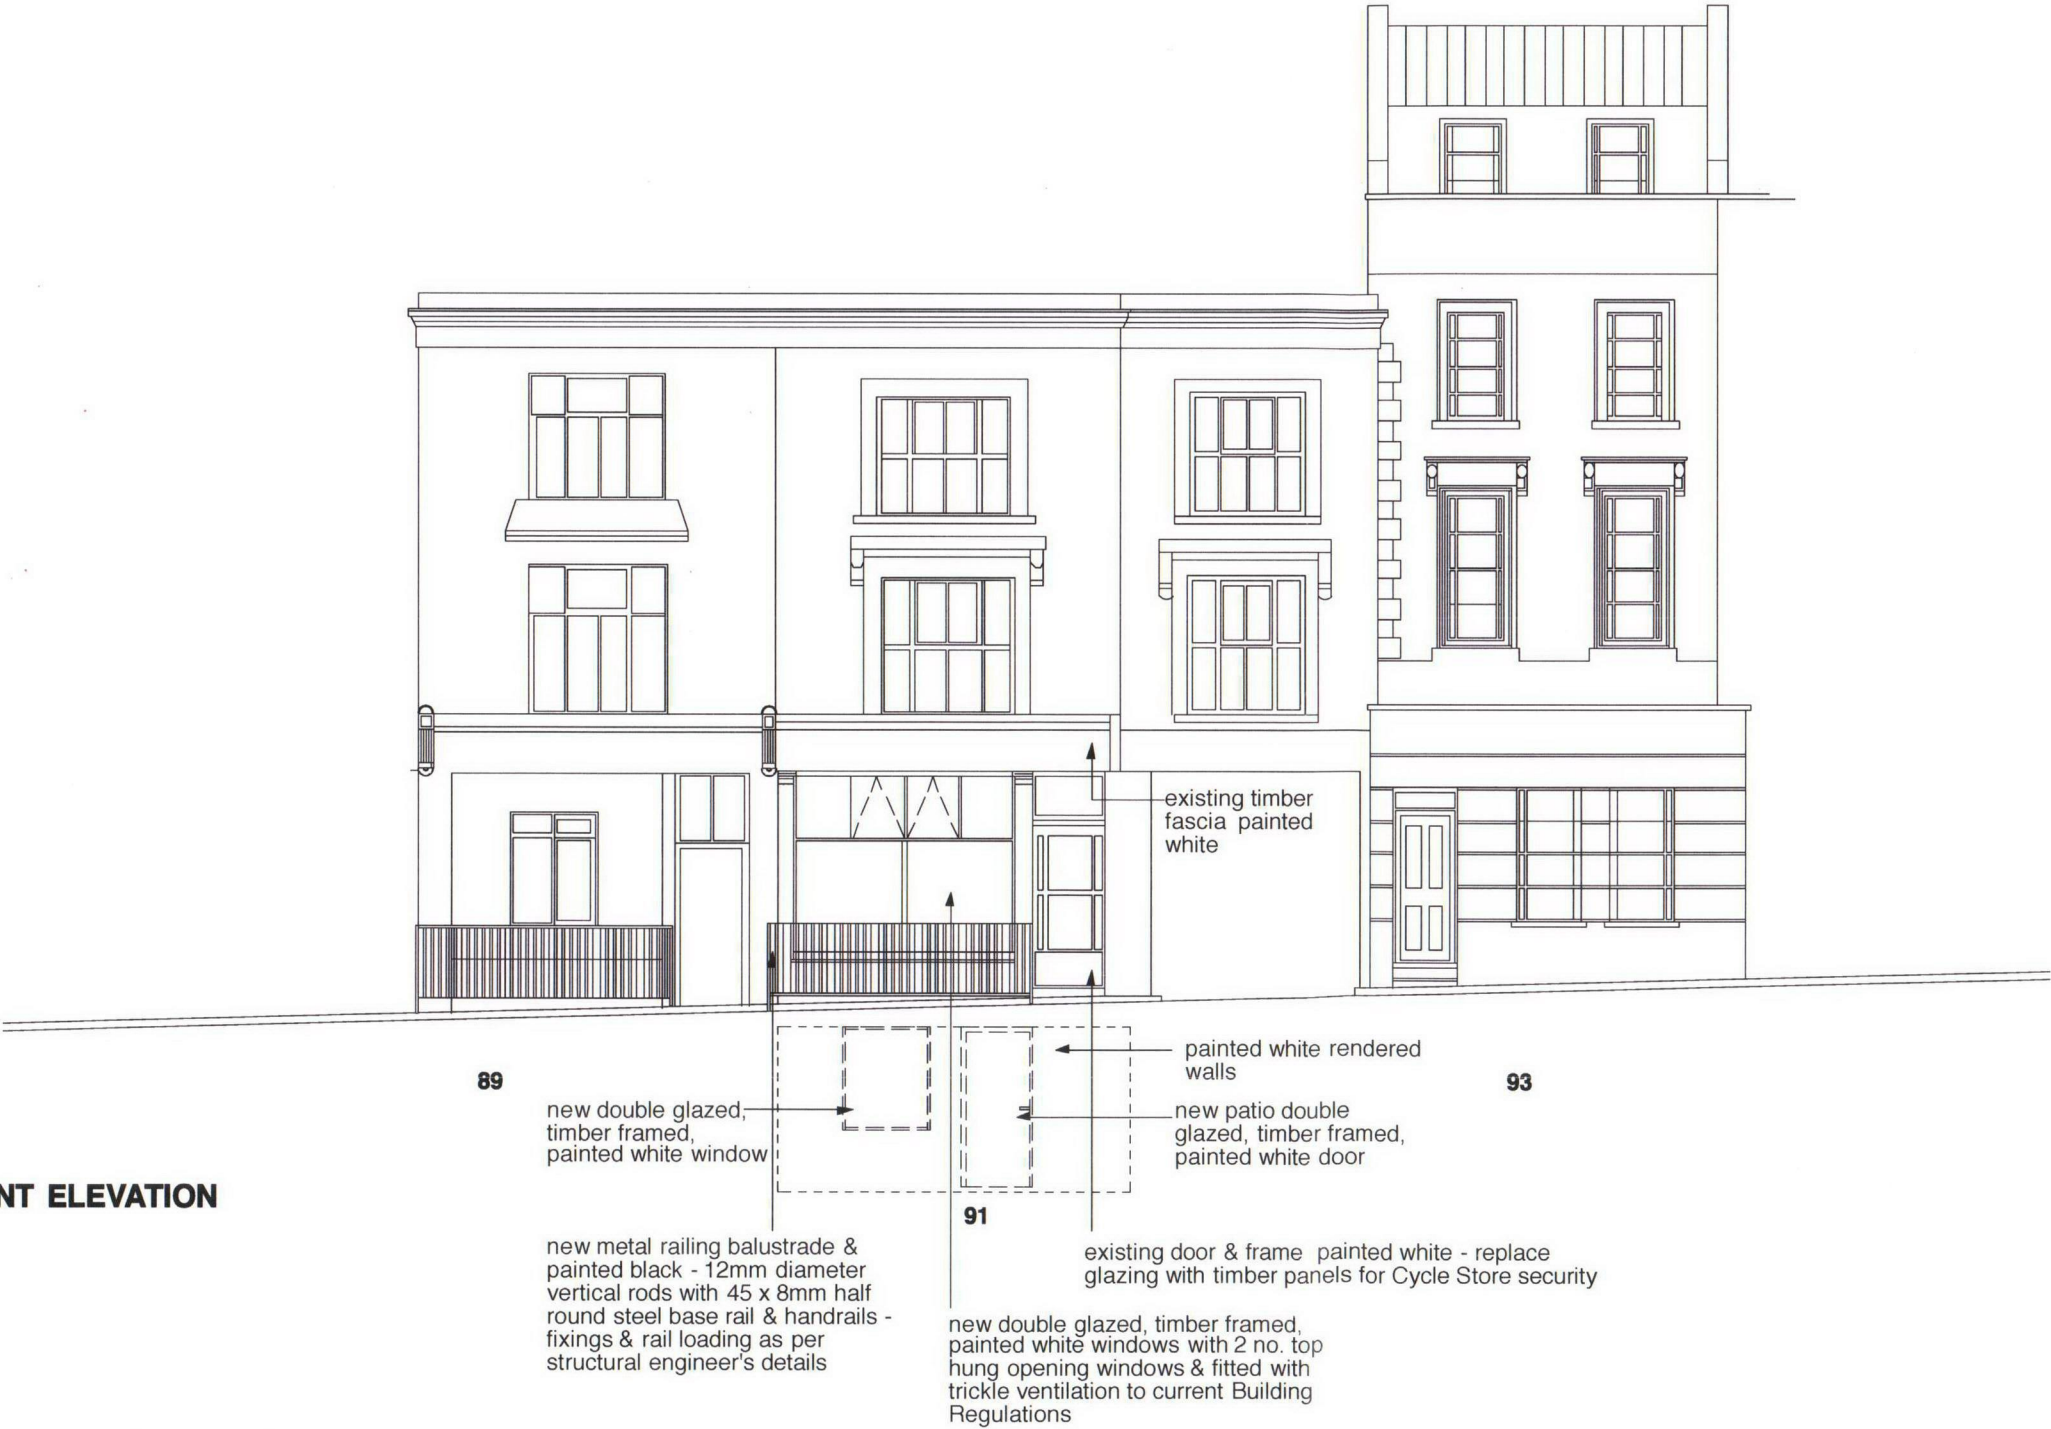 existing timber
fascia painted
white
painted white rendered
walls
89
93
new double glazed,
timber framed,
painted white window
new patio double
glazed, timber framed,
painted white door
NT ELEVATION
91
new metal railing balustrade &
painted black - 12mm diameter
vertical rods with 45 x 8mm half
round steel base rail & handrails -
fixings & rail loading as per
structural engineer's details
existing door & frame painted white - replace
glazing with timber panels for Cycle Store security
new double glazed, timber framed,
painted white windows with 2 no. top
hung opening windows & fitted with
trickle ventilation to current Building
Regulations